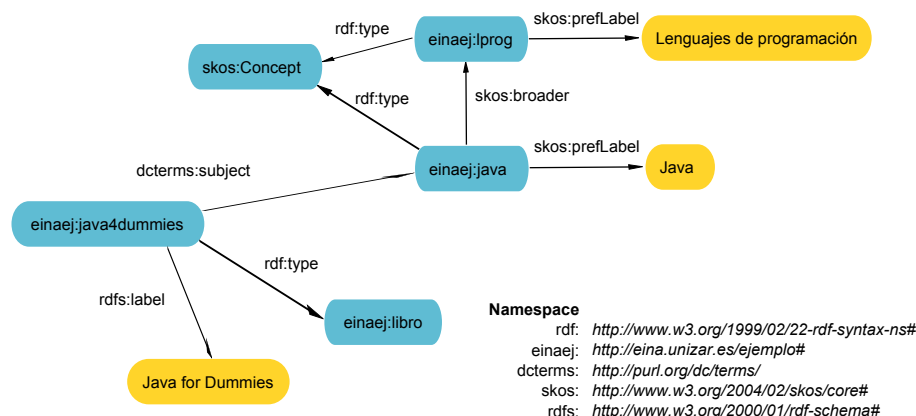 skos:prefLabel
rdf:type
einaej:lprog
Lenguajes de programación
skos:Concept
rdf:type
skos:broader
skos:prefLabel
dcterms:subject
einaej:java
Java
einaej:java4dummies
rdf:type
rdfs:label
einaej:libro
Java for Dummies
Namespace
rdf: http://www.w3.org/1999/02/22-rdf-syntax-ns#
einaej: http://eina.unizar.es/ejemplo#
dcterms: http://purl.org/dc/terms/
skos: http://www.w3.org/2004/02/skos/core#
rdfs: http://www.w3.org/2000/01/rdf-schema#